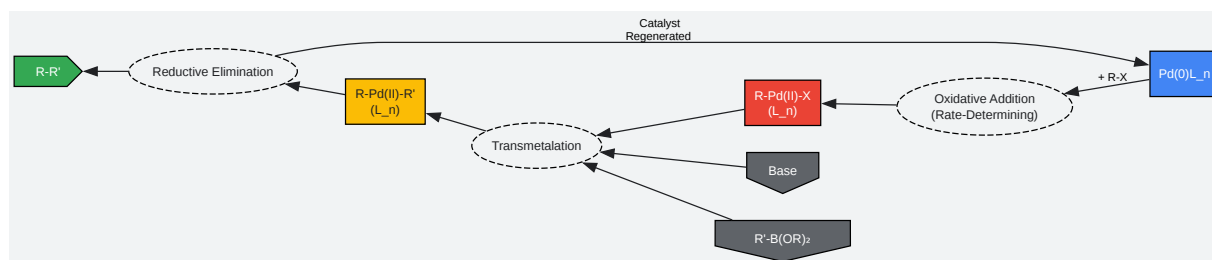 Catalyst
Regenerated
R-R'
Reductive Elimination
Pd(0)L_n
+ R-X
R-Pd(II)-R'
(L_n)
R-Pd(II)-X
(L_n)
Oxidative Addition
(Rate-Determining)
Transmetalation
Base
R'-B(OR)₂